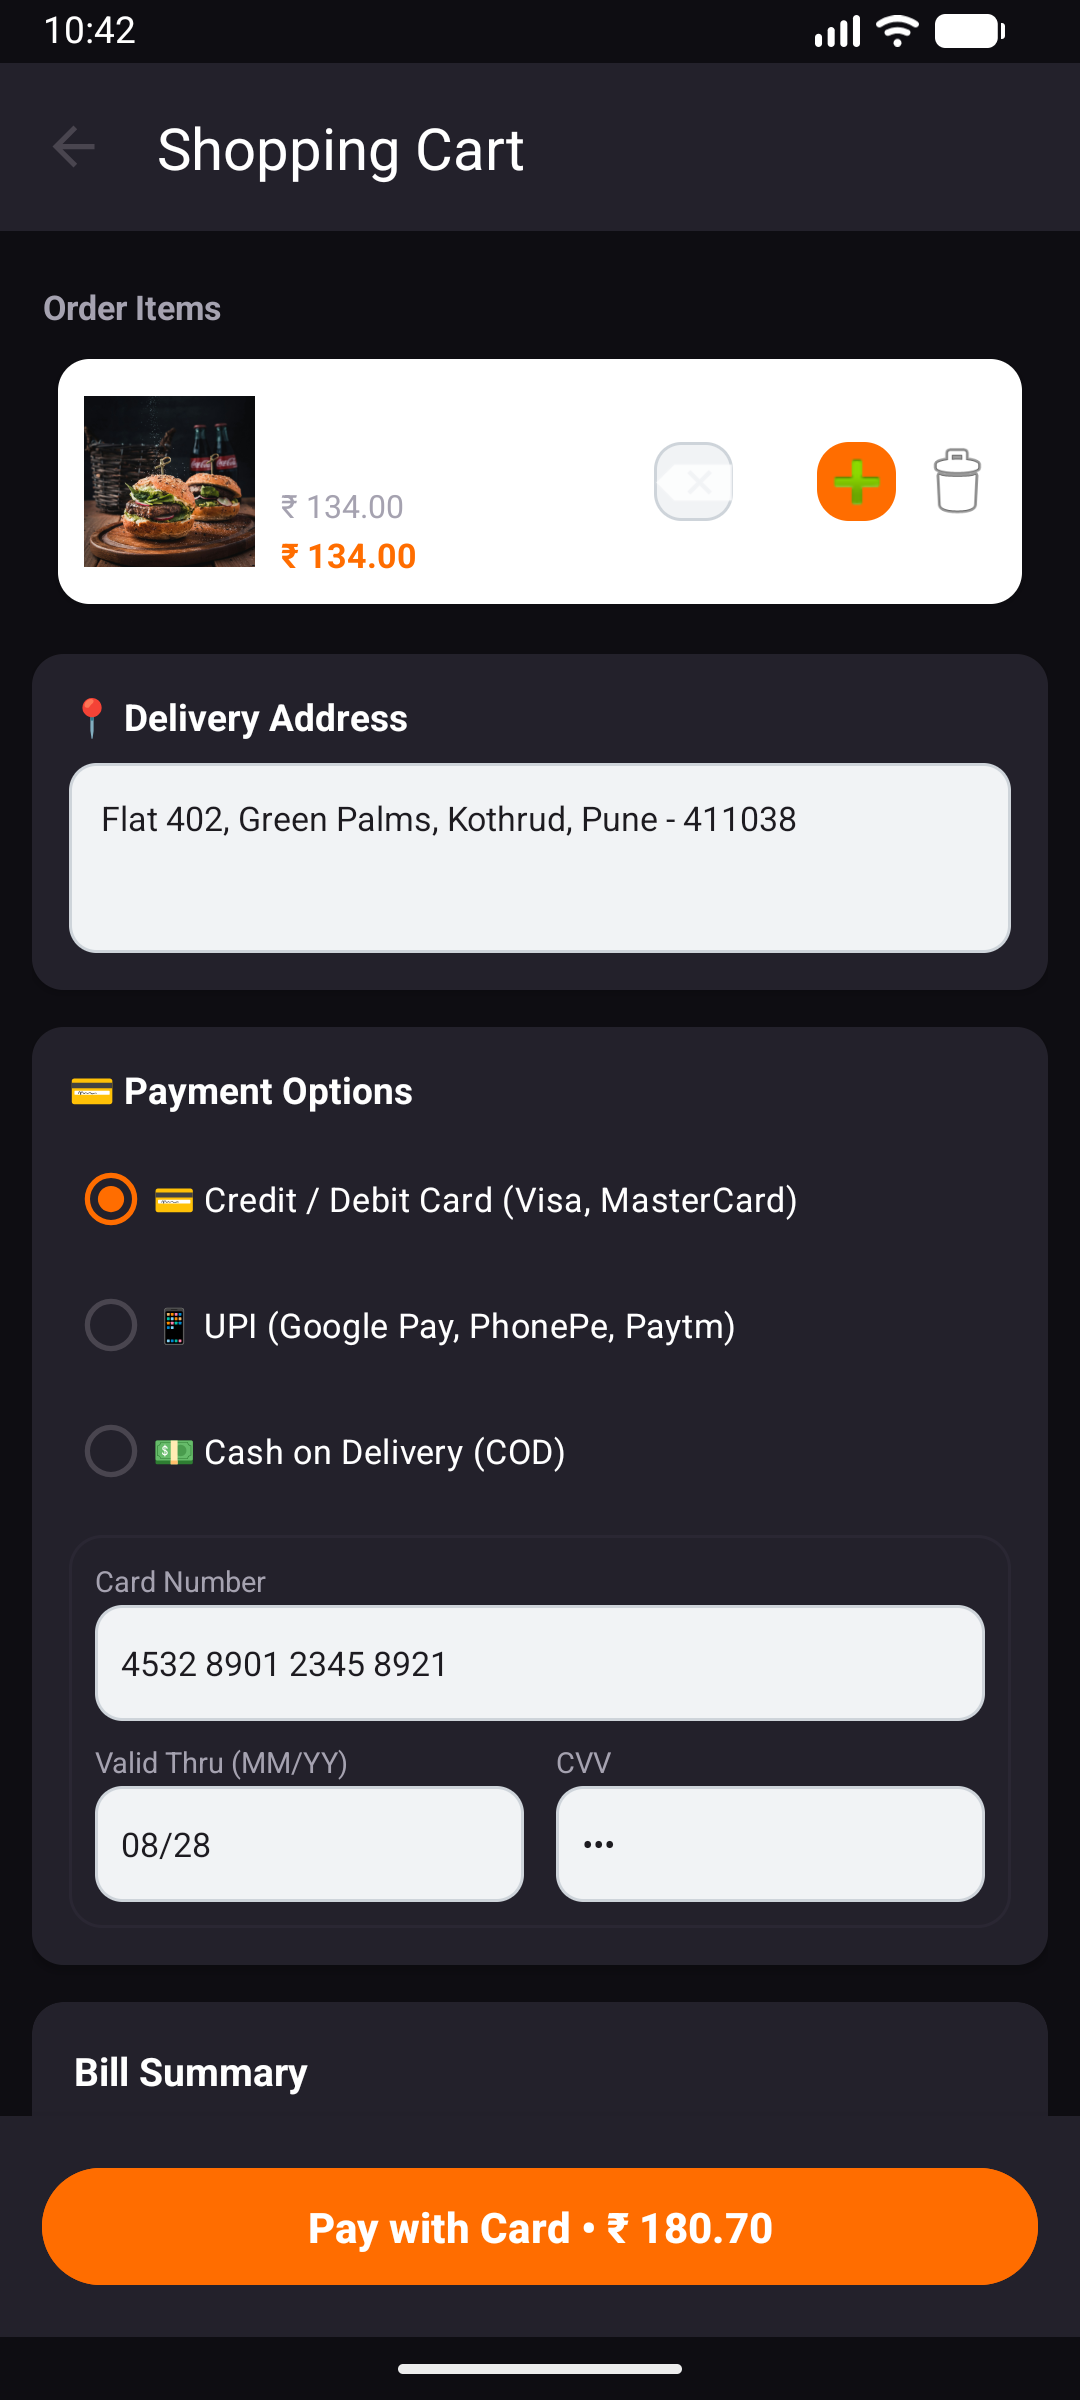 10:42
Shopping Cart
Order Items
₹ 134.00
₹ 134.00
📍 Delivery Address
Flat 402, Green Palms, Kothrud, Pune - 411038
💳 Payment Options
💳 Credit / Debit Card (Visa, MasterCard)
📱 UPI (Google Pay, PhonePe, Paytm)
💵 Cash on Delivery (COD)
Card Number
4532 8901 2345 8921
Valid Thru (MM/YY)
CVV
08/28
•••
Bill Summary
Pay with Card • ₹ 180.70